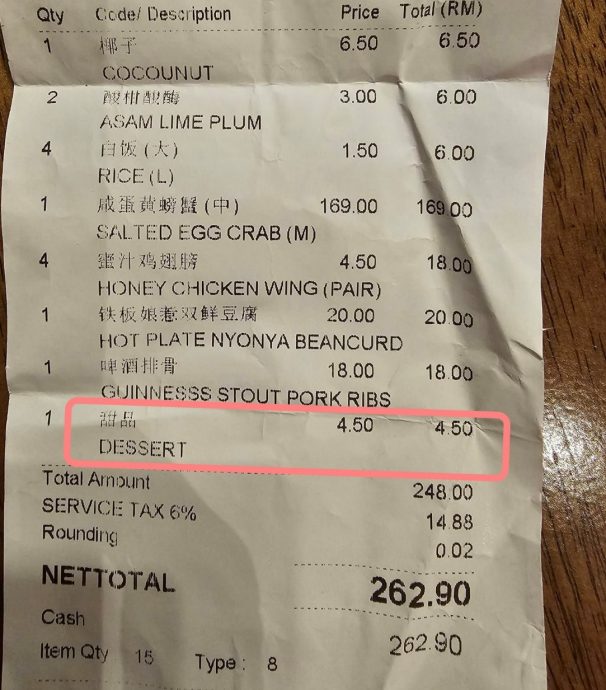 Qty Code/ Description Price Total (RM)
1 椰子 6.50 6.50
COCOUNUT
2 酸柑酸梅 3.00 6.00
ASAM LIME PLUM
4 白饭 (大) 1.50 6.00
RICE (L)
1 咸蛋黄螃蟹 (中) 169.00 169.00
SALTED EGG CRAB (M)
4 蜜汁鸡翅膀 4.50 18.00
HONEY CHICKEN WING (PAIR)
1 铁板娘惹双鲜豆腐 20.00 20.00
HOT PLATE NYONYA BEANCURD
1 啤酒排骨 18.00 18.00
GUINNESSS STOUT PORK RIBS
1 甜品 4.50 4.50
DESSERT
Total Amount 248.00
SERVICE TAX 6% 14.88
Rounding 0.02
NETTOTAL 262.90
Cash 262.90
Item Qty 15 Type : 8